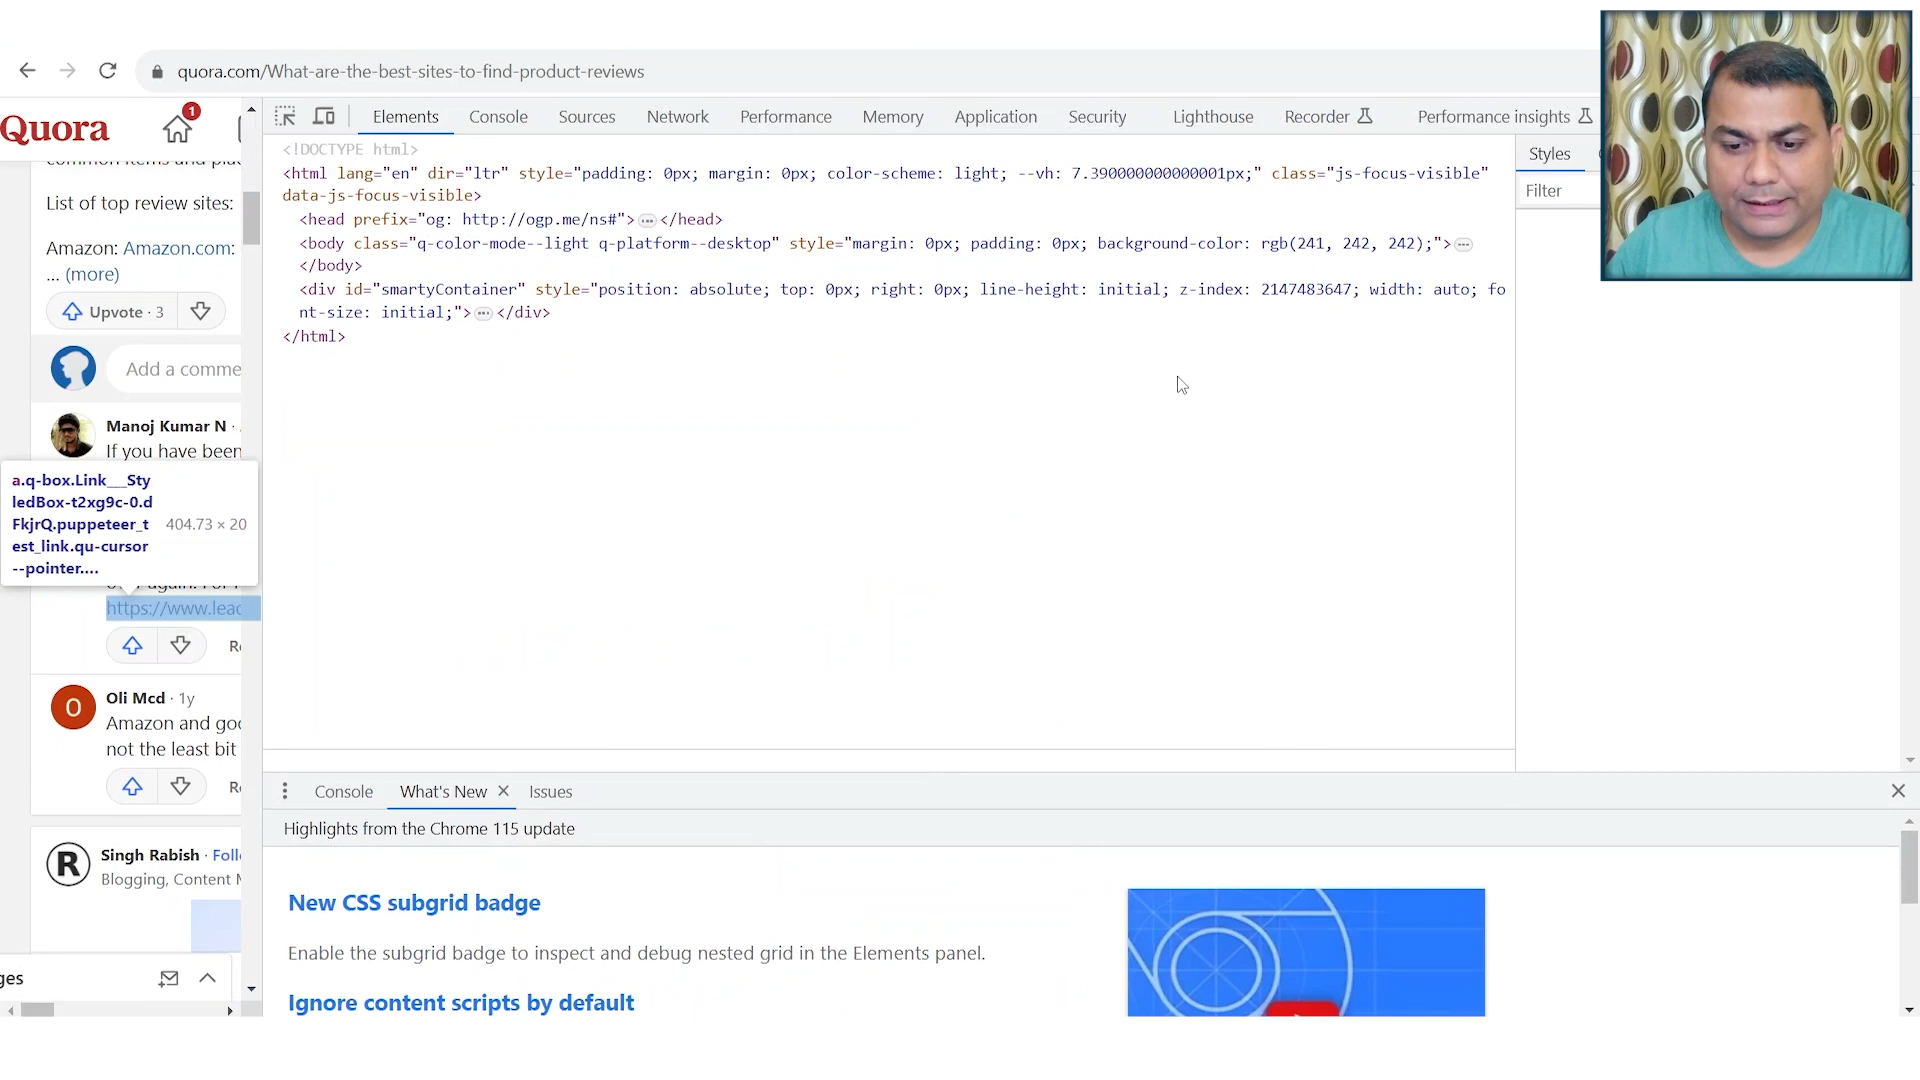 quora.com/What-are-the-best-sites-to-find-product-reviews
Quora
1
List of top review sites:
Amazon: Amazon.com:
... (more)
Upvote · 3
Add a comme
Manoj Kumar N ·
If you have been
a.q-box.Link___Sty
ledBox-t2xg9c-0.d
FkjrQ.puppeteer_t
est_link.qu-cursor
--pointer....
404.73 × 20
https://www.lead
Re
Oli Mcd · 1y
O
Amazon and goo
not the least bit
Re
R
Singh Rabish · Follo
Blogging, Content M
ges
Elements
Console
Sources
Network
Performance
Memory
Application
Security
Lighthouse
Recorder
Performance insights
<!DOCTYPE html>
<html lang="en" dir="ltr" style="padding: 0px; margin: 0px; color-scheme: light; --vh: 7.390000000000001px;" class="js-focus-visible"
data-js-focus-visible>
<head prefix="og: http://ogp.me/ns#"> ... </head>
<body class="q-color-mode--light q-platform--desktop" style="margin: 0px; padding: 0px; background-color: rgb(241, 242, 242);"> ...
</body>
<div id="smartyContainer" style="position: absolute; top: 0px; right: 0px; line-height: initial; z-index: 2147483647; width: auto; fo
nt-size: initial;"> ... </div>
</html>
Styles
Filter
Console
What's New
Issues
Highlights from the Chrome 115 update
New CSS subgrid badge
Enable the subgrid badge to inspect and debug nested grid in the Elements panel.
Ignore content scripts by default